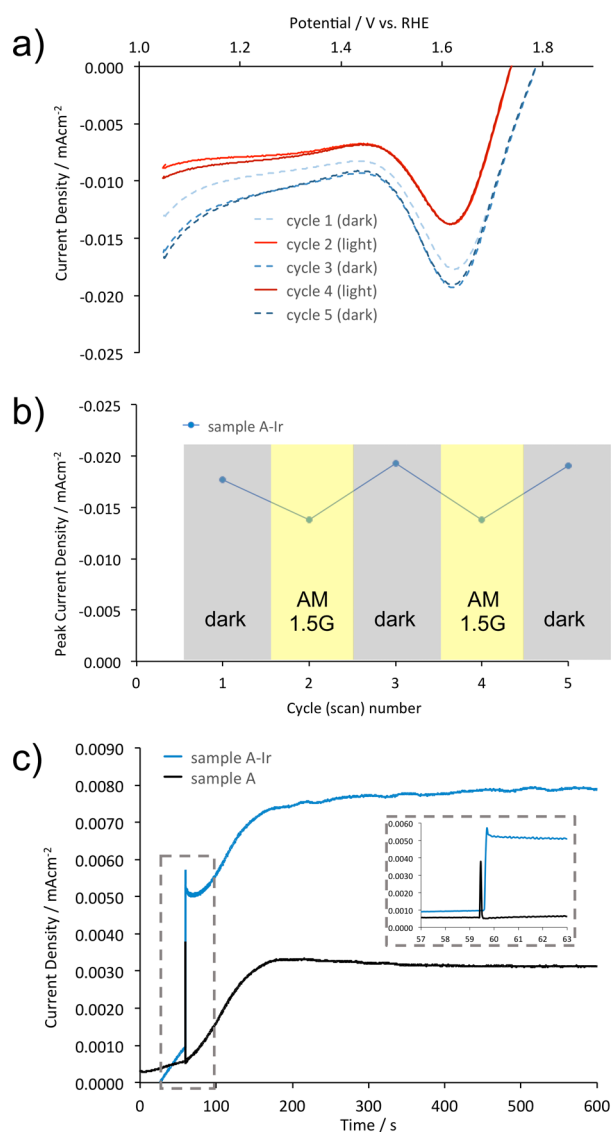 a)
Potential / V vs. RHE
1.0 1.2 1.4 1.6 1.8
0.000
-0.005
-0.010
-0.015
-0.020
-0.025
Current Density / mAcm-2
cycle 1 (dark)
cycle 2 (light)
cycle 3 (dark)
cycle 4 (light)
cycle 5 (dark)
b)
-0.025
-0.020
-0.015
-0.010
-0.005
0.000
Peak Current Density / mAcm-2
sample A-Ir
dark
AM
1.5G
dark
AM
1.5G
dark
0 1 2 3 4 5
Cycle (scan) number
c)
0.0090
0.0080
0.0070
0.0060
0.0050
0.0040
0.0030
0.0020
0.0010
0.0000
Current Density / mAcm-2
sample A-Ir
sample A
0.0060
0.0050
0.0040
0.0030
0.0020
0.0010
0.0000
57 58 59 60 61 62 63
0 100 200 300 400 500 600
Time / s